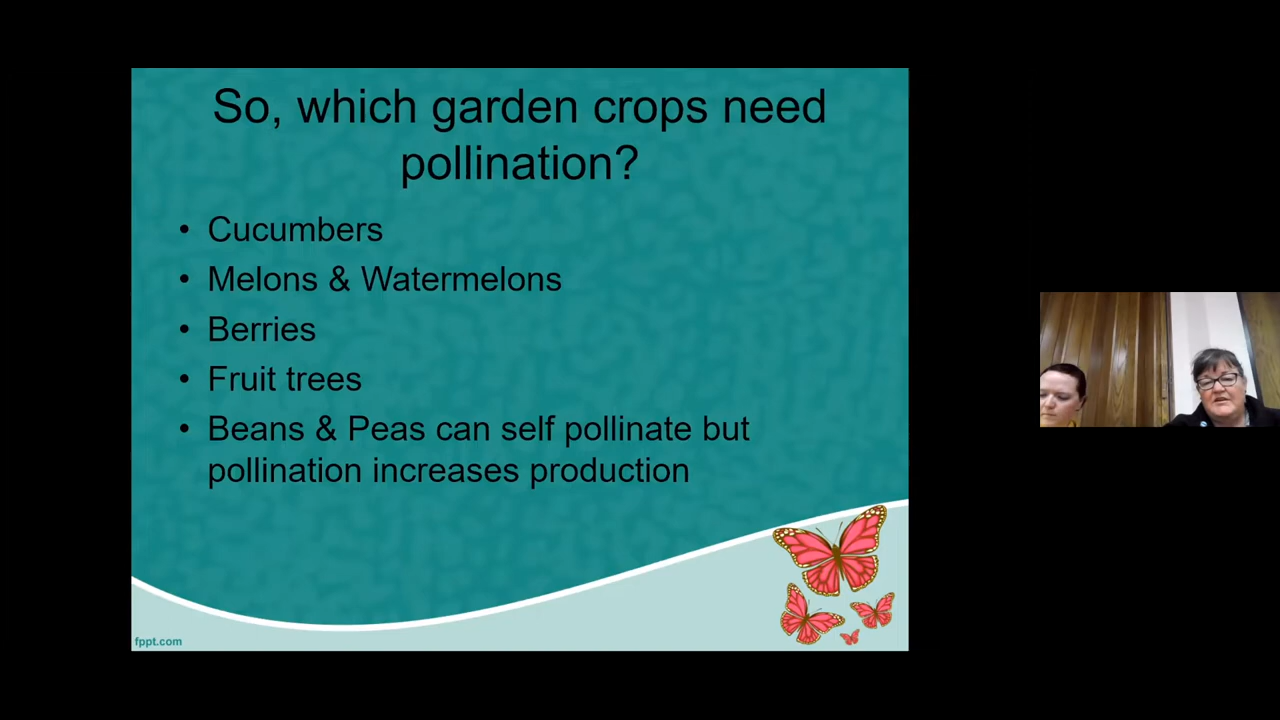 So, which garden crops need
pollination?
• Cucumbers
• Melons & Watermelons
• Berries
• Fruit trees
• Beans & Peas can self pollinate but
pollination increases production
fppt.com